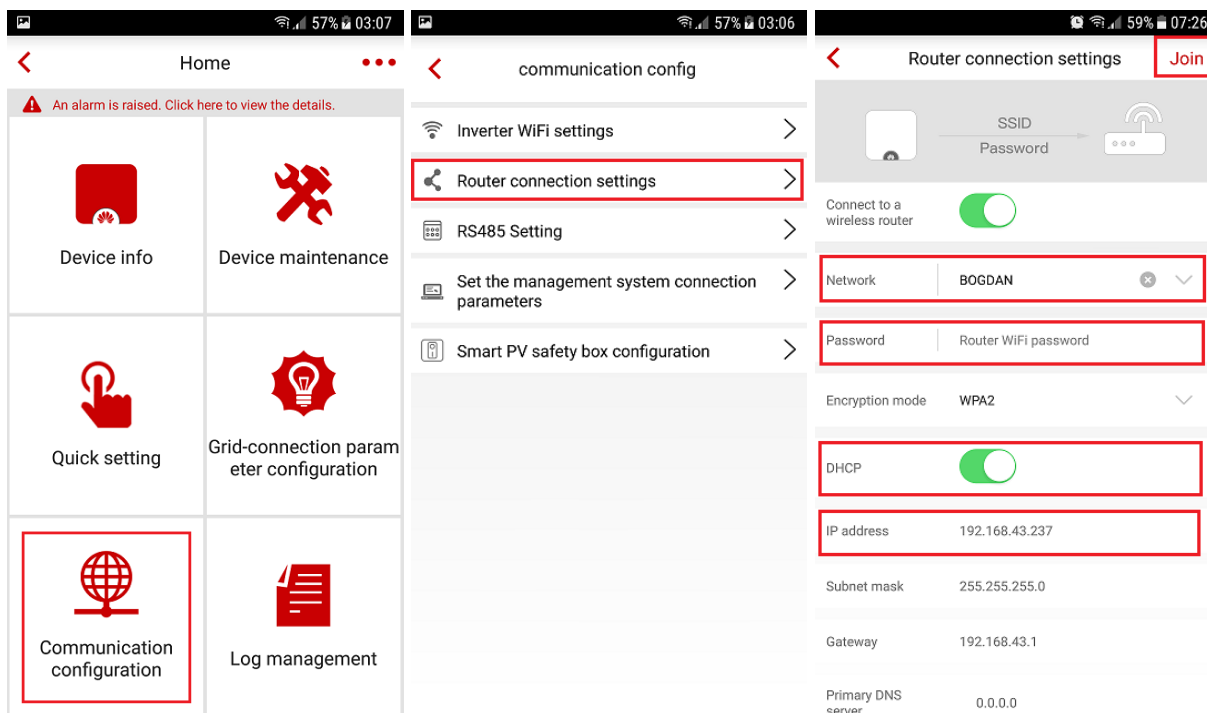 57% 03:07
Home
An alarm is raised. Click here to view the details.
Device info
Device maintenance
Quick setting
Grid-connection param
eter configuration
Communication
configuration
Log management
57% 03:06
communication config
Inverter WiFi settings
Router connection settings
RS485 Setting
Set the management system connection
parameters
Smart PV safety box configuration
59% 07:26
Router connection settings
Join
SSID
Password
Connect to a
wireless router
Network
BOGDAN
Password
Router WiFi password
Encryption mode
WPA2
DHCP
IP address
192.168.43.237
Subnet mask
255.255.255.0
Gateway
192.168.43.1
Primary DNS
server
0.0.0.0